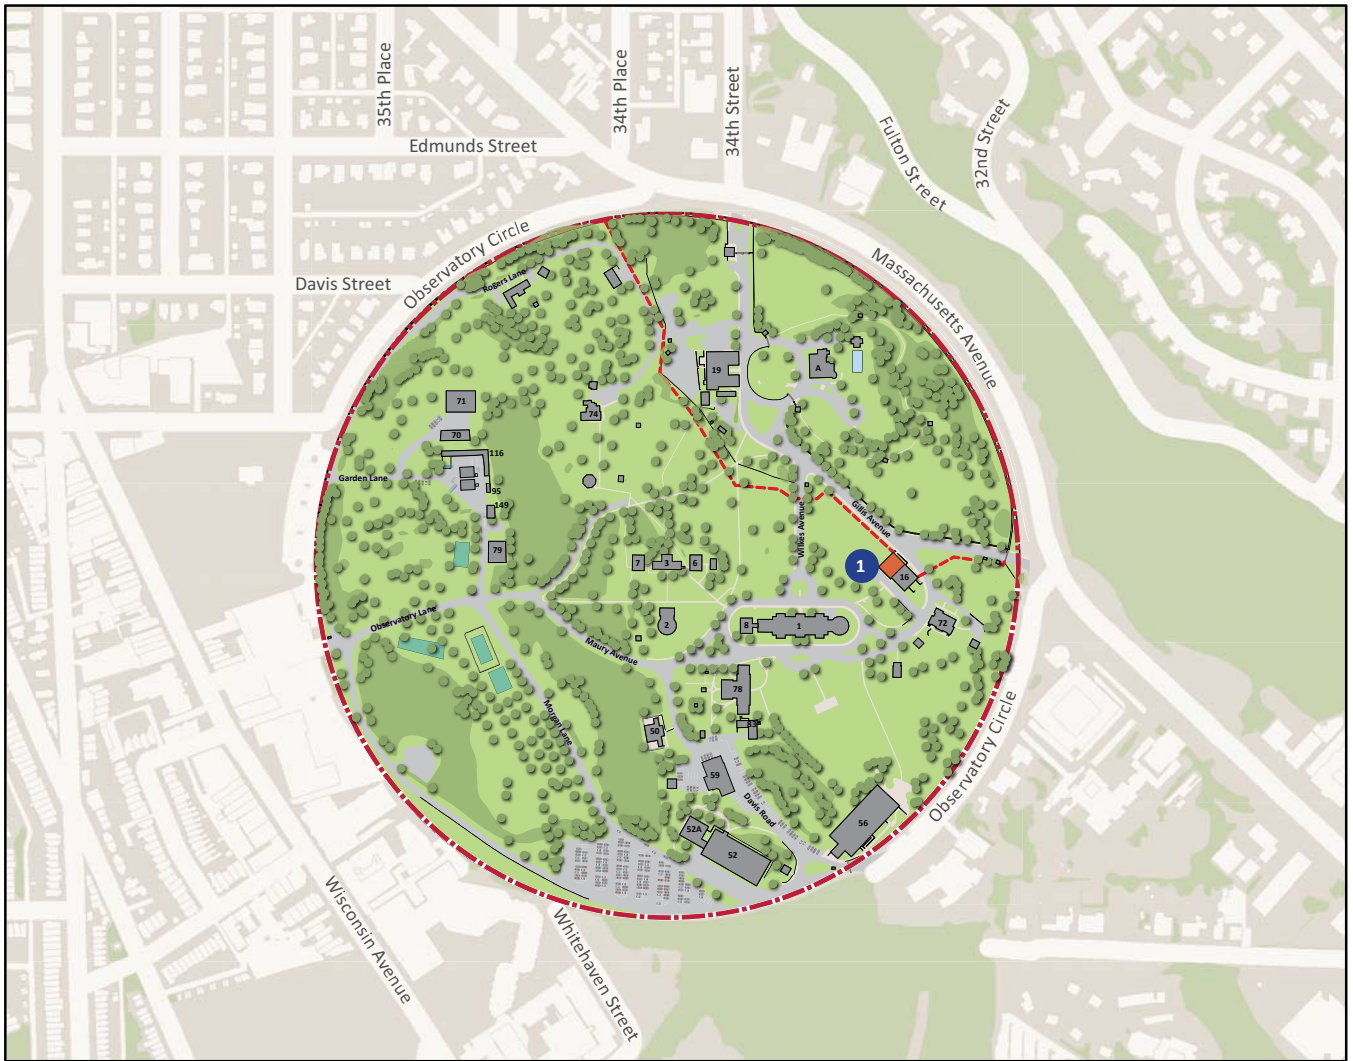 35th Place
34th Place
34th Street
Edmunds Street
Fulton Street
32nd Street
Observatory Circle
Massachusetts Avenue
Davis Street
Rogers Lane
19
A
71
74
70
116
Garden Lane
95
149
Gillis Avenue
Wilkes Avenue
79
7
3
6
1
16
Observatory Lane
2
8
1
72
Maury Avenue
78
Morgan Lane
50
59
Davis Road
52A
52
56
Observatory Circle
Wisconsin Avenue
Whitehaven Street